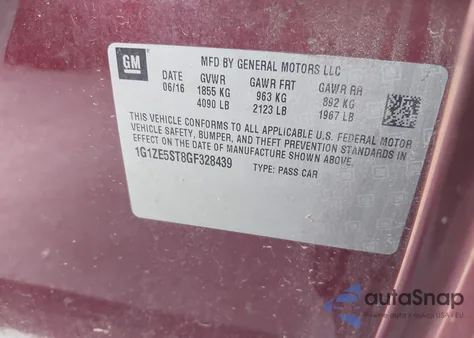 GM
MFD BY GENERAL MOTORS LLC
DATE GVWR GAWR FRT GAWR RR
06/16 1855 KG 963 KG 892 KG
4090 LB 2123 LB 1967 LB
THIS VEHICLE CONFORMS TO ALL APPLICABLE U.S. FEDERAL MOTOR
VEHICLE SAFETY, BUMPER, AND THEFT PREVENTION STANDARDS IN
EFFECT ON THE DATE OF MANUFACTURE SHOWN ABOVE.
1G1ZE5ST8GF328439 TYPE: PASS CAR
autoSnap